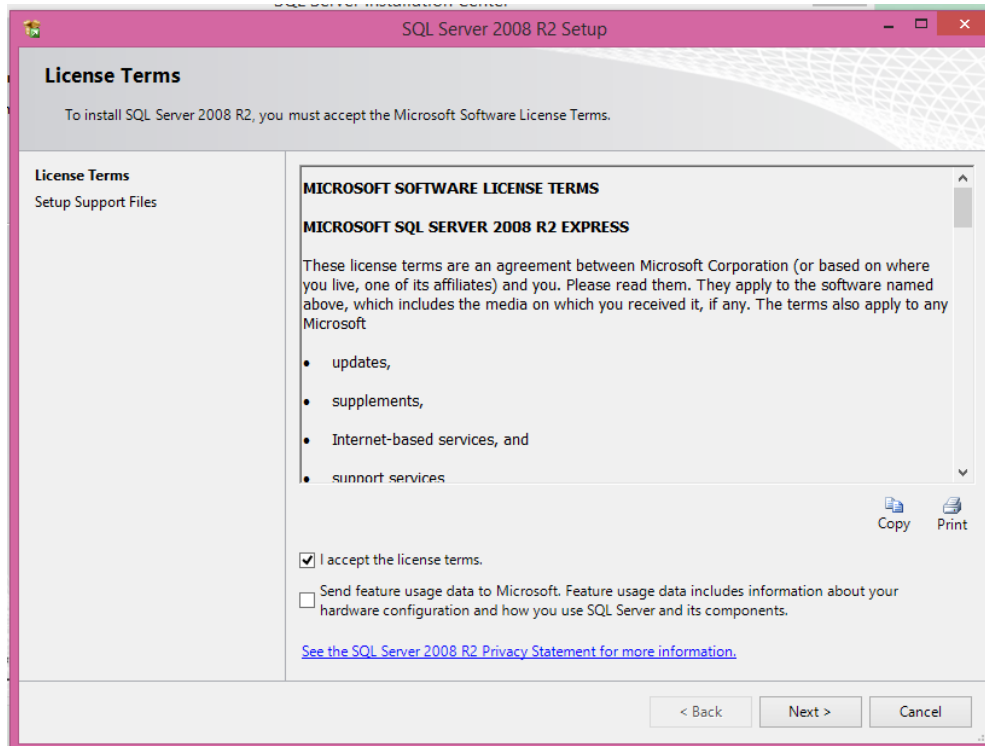 SQL Server Installation Center
SQL Server 2008 R2 Setup
License Terms
To install SQL Server 2008 R2, you must accept the Microsoft Software License Terms.
License Terms
Setup Support Files
MICROSOFT SOFTWARE LICENSE TERMS
MICROSOFT SQL SERVER 2008 R2 EXPRESS
These license terms are an agreement between Microsoft Corporation (or based on where
you live, one of its affiliates) and you. Please read them. They apply to the software named
above, which includes the media on which you received it, if any. The terms also apply to any
Microsoft
• updates,
• supplements,
• Internet-based services, and
• support services
Copy
Print
I accept the license terms.
Send feature usage data to Microsoft. Feature usage data includes information about your
hardware configuration and how you use SQL Server and its components.
See the SQL Server 2008 R2 Privacy Statement for more information.
< Back
Next >
Cancel